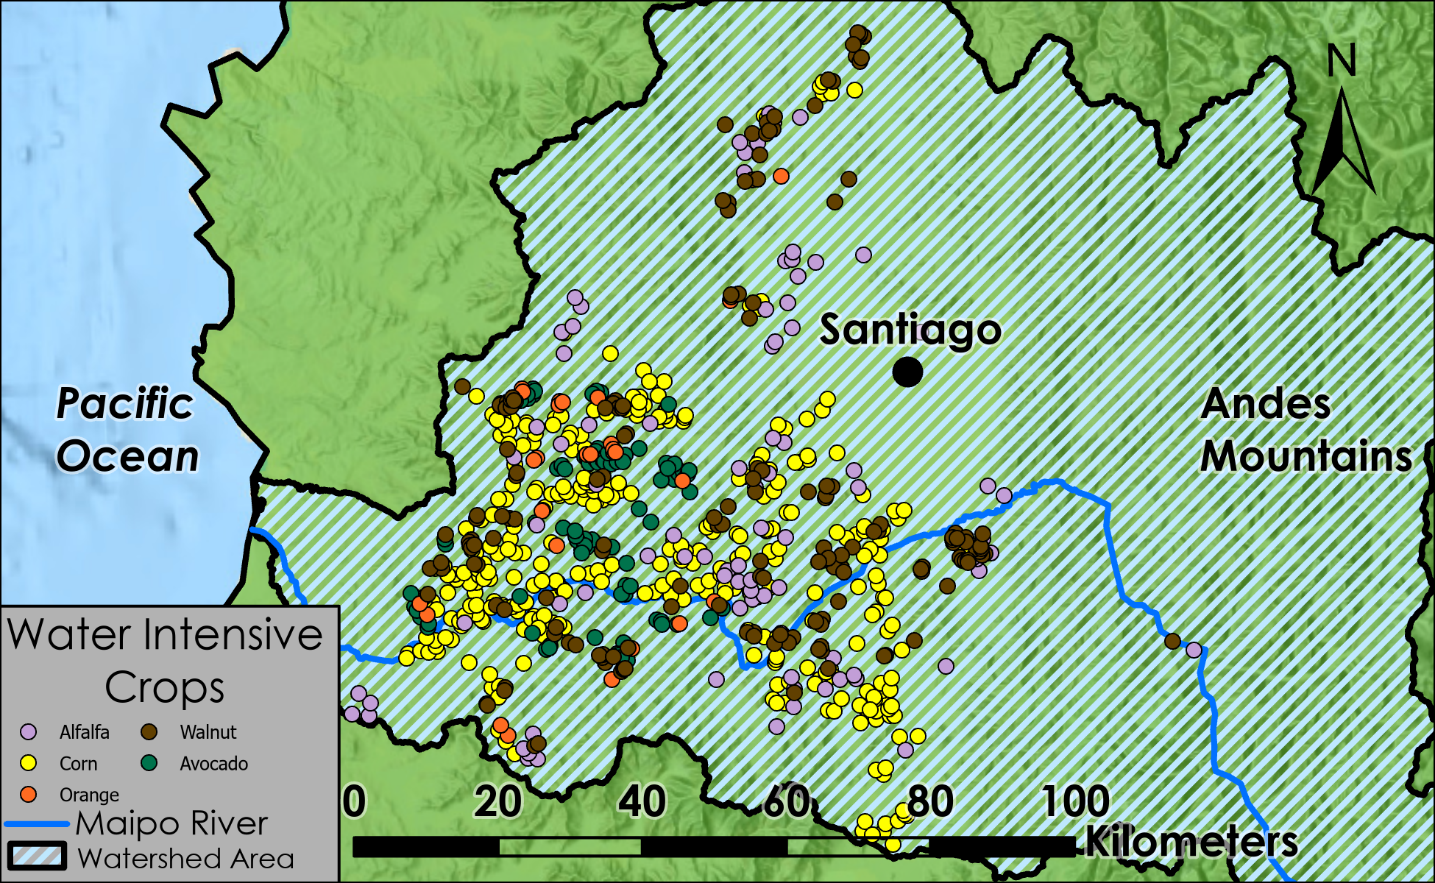 N
Santiago
Pacific
Ocean
Andes
Mountains
Water Intensive
Crops
Alfalfa
Walnut
Corn
Avocado
Orange
Maipo River
Watershed Area
0 20 40 60 80 100
Kilometers